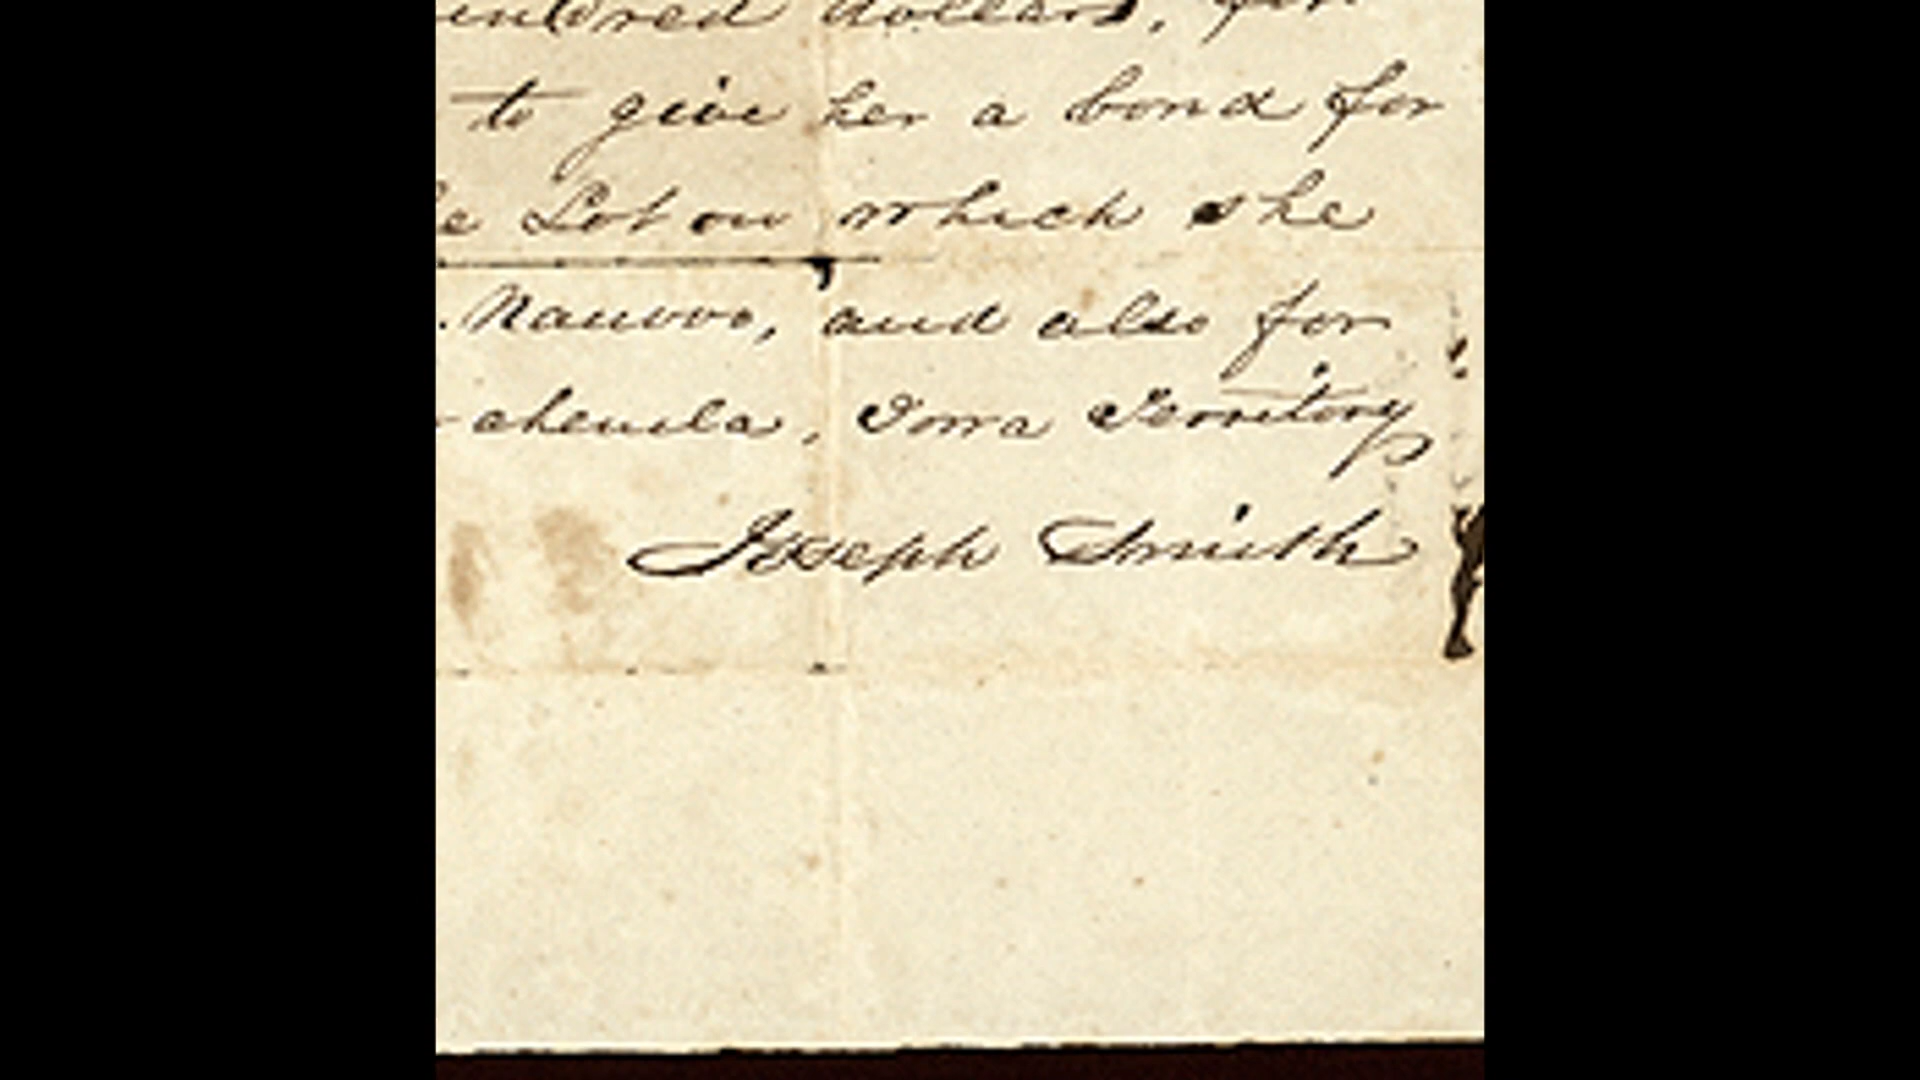 hundred dollars, for
to give her a bond for
Lot on which she
Nauvoo, and also for
Iowa Territory
Joseph Smith